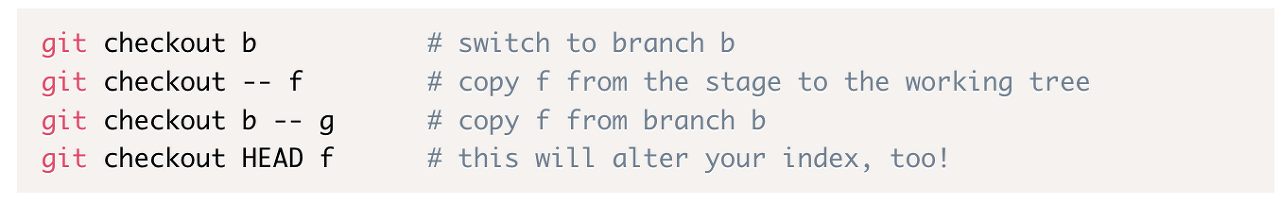 git checkout b # switch to branch b
git checkout -- f # copy f from the stage to the working tree
git checkout b -- g # copy f from branch b
git checkout HEAD f # this will alter your index, too!